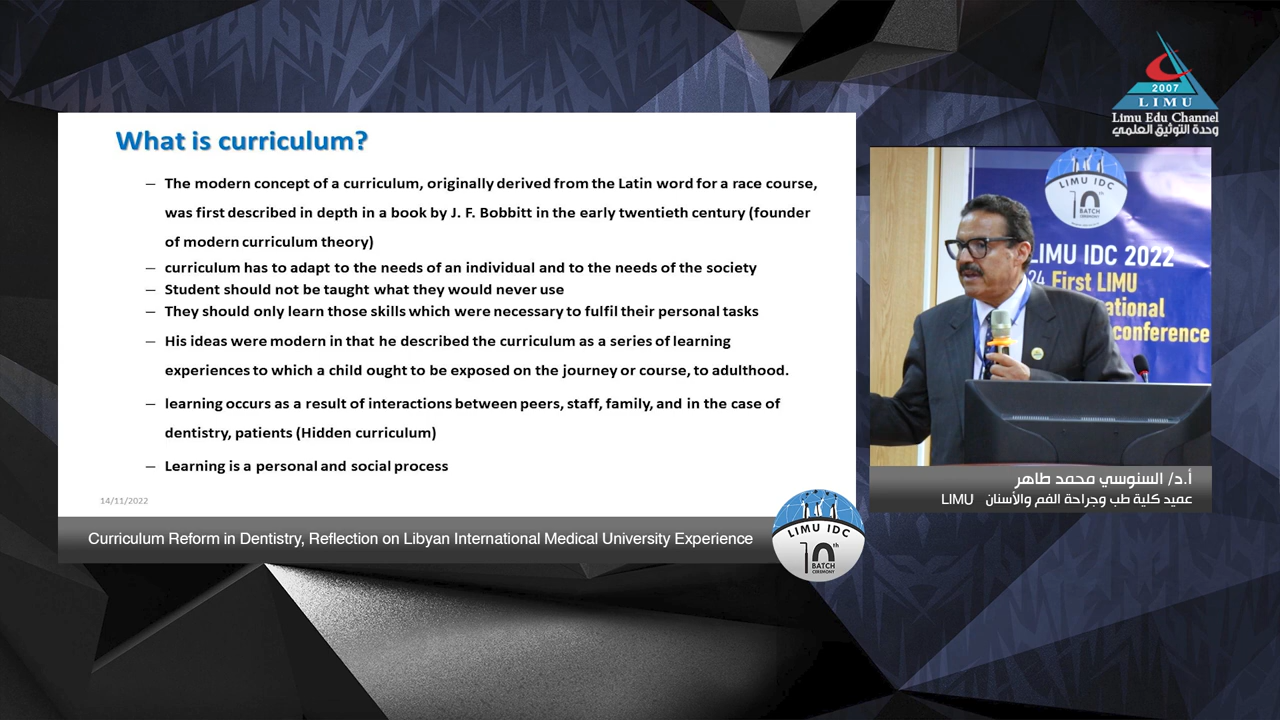 What is curriculum?
– The modern concept of a curriculum, originally derived from the Latin word for a race course,
was first described in depth in a book by J. F. Bobbitt in the early twentieth century (founder
of modern curriculum theory)
– curriculum has to adapt to the needs of an individual and to the needs of the society
– Student should not be taught what they would never use
– They should only learn those skills which were necessary to fulfil their personal tasks
– His ideas were modern in that he described the curriculum as a series of learning
experiences to which a child ought to be exposed on the journey or course, to adulthood.
– learning occurs as a result of interactions between peers, staff, family, and in the case of
dentistry, patients (Hidden curriculum)
– Learning is a personal and social process
14/11/2022
Curriculum Reform in Dentistry, Reflection on Libyan International Medical University Experience
LIMU IDC
10th
BATCH
CEREMONY
2007
LIMU
Limu Edu Channel
وحدة التوثيق العلمي
LIMU IDC
10
BATCH
CEREMONY
LIMU IDC 2022
24 First LIMU
ational
conference
أ.د/ السنوسي محمد طاهر
عميد كلية طب وجراحة الفم والأسنان LIMU